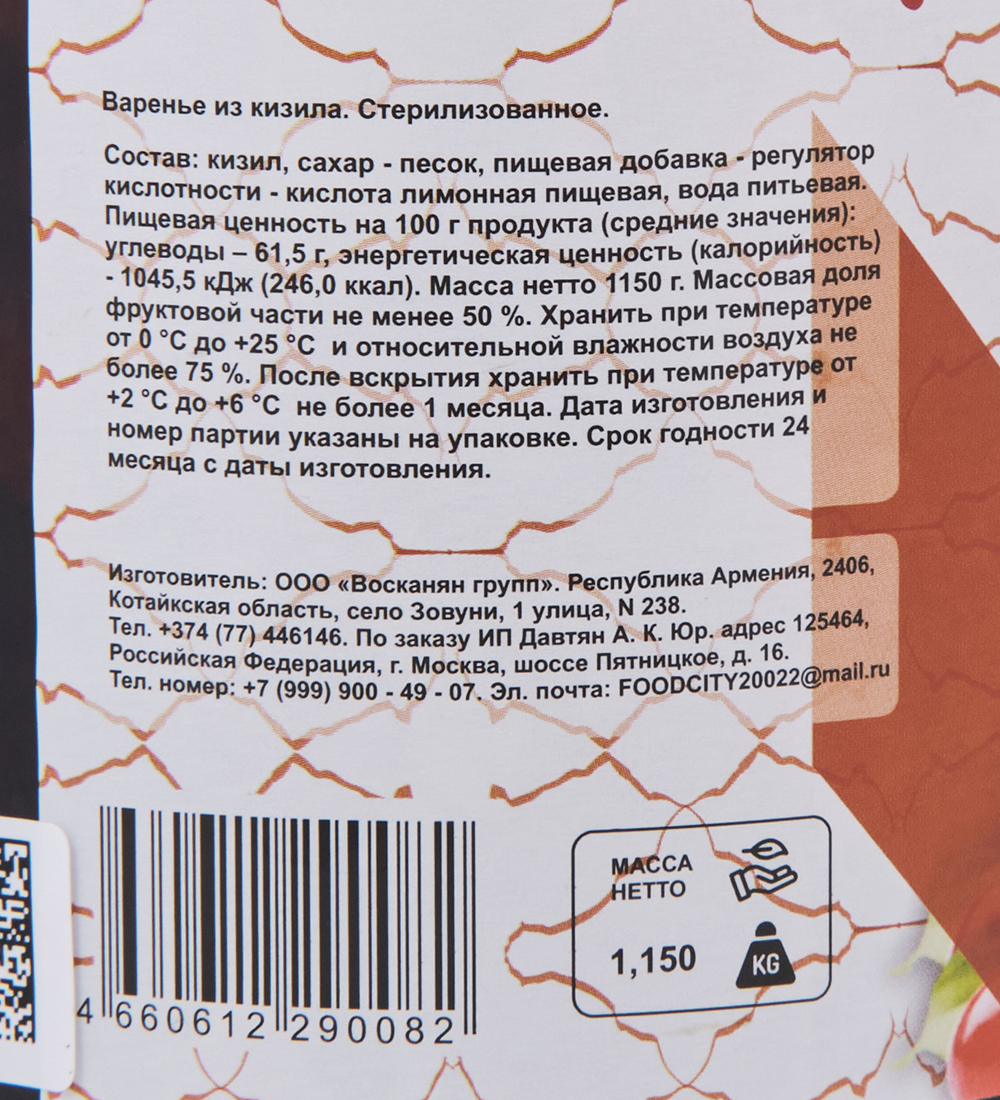 Варенье из кизила. Стерилизованное.
Состав: кизил, сахар - песок, пищевая добавка - регулятор
кислотности - кислота лимонная пищевая, вода питьевая.
Пищевая ценность на 100 г продукта (средние значения):
углеводы – 61,5 г, энергетическая ценность (калорийность)
- 1045,5 кДж (246,0 ккал). Масса нетто 1150 г. Массовая доля
фруктовой части не менее 50 %. Хранить при температуре
от 0 °C до +25 °C и относительной влажности воздуха не
более 75 %. После вскрытия хранить при температуре от
+2 °C до +6 °C не более 1 месяца. Дата изготовления и
номер партии указаны на упаковке. Срок годности 24
месяца с даты изготовления.
Изготовитель: ООО «Восканян групп». Республика Армения, 2406,
Котайкская область, село Зовуни, 1 улица, N 238.
Тел. +374 (77) 446146. По заказу ИП Давтян А. К. Юр. адрес 125464,
Российская Федерация, г. Москва, шоссе Пятницкое, д. 16.
Тел. номер: +7 (999) 900 - 49 - 07. Эл. почта: FOODCITY20022@mail.ru
МАССА
НЕТТО
1,150
KG
4 660612 290082